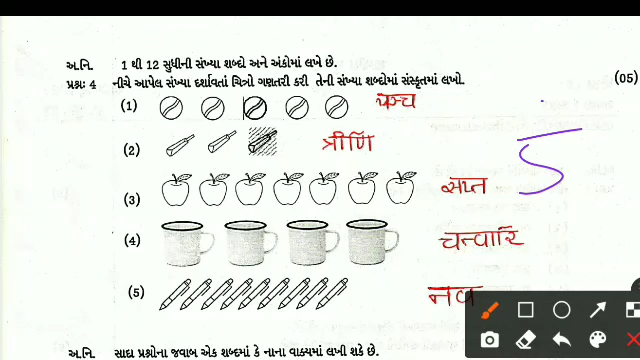 અ.નિ. 1 થી 12 સુધીની સંખ્યા શબ્દો અને અંકોમાં લખે છે.
પ્રશ્ન: 4 નીચે આપેલ સંખ્યા દર્શાવતાં ચિત્રો ગણતરી કરી તેની સંખ્યા શબ્દોમાં સંસ્કૃતમાં લખો. (05)
(1) पञ्च
(2) त्रीणि
(3) सप्त
(4) चत्वारि
(5) नव
5
અ.નિ. સાદા પ્રશ્નોના જવાબ એક શબ્દમાં કે નાના વાક્યમાં લખી શકે છે.